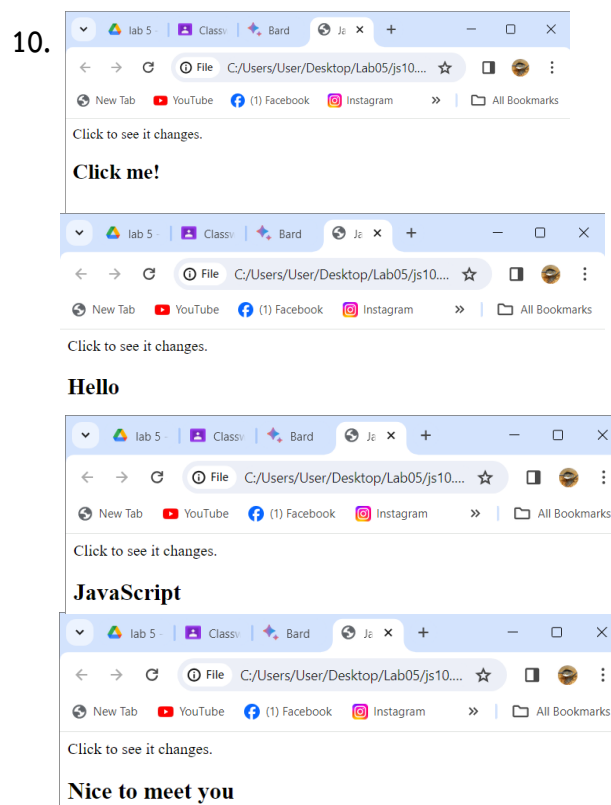 10.
lab 5 - Classv Bard Ja × +
File C:/Users/User/Desktop/Lab05/js10....
New Tab YouTube (1) Facebook Instagram » All Bookmarks
Click to see it changes.
Click me!
lab 5 - Classv Bard Ja × +
File C:/Users/User/Desktop/Lab05/js10....
New Tab YouTube (1) Facebook Instagram » All Bookmarks
Click to see it changes.
Hello
lab 5 - Classv Bard Ja × +
File C:/Users/User/Desktop/Lab05/js10....
New Tab YouTube (1) Facebook Instagram » All Bookmarks
Click to see it changes.
JavaScript
lab 5 - Classv Bard Ja × +
File C:/Users/User/Desktop/Lab05/js10....
New Tab YouTube (1) Facebook Instagram » All Bookmarks
Click to see it changes.
Nice to meet you